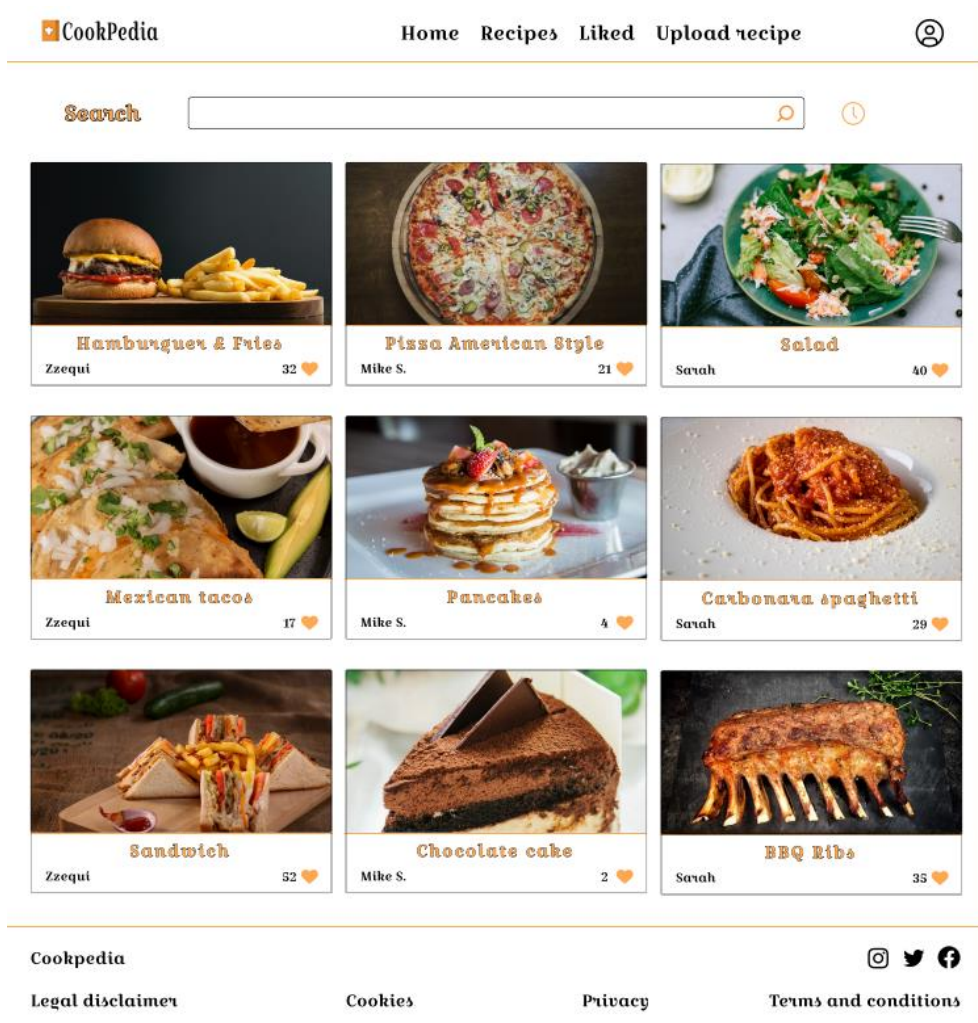 CookPedia
Home Recipes Liked Upload recipe
Search
Hamburguer & Fries
Zzequi 32
Pizza American Style
Mike S. 21
Salad
Sarah 40
Mexican tacos
Zzequi 17
Pancakes
Mike S. 4
Carbonara spaghetti
Sarah 29
Sandwich
Zzequi 52
Chocolate cake
Mike S. 2
BBQ Ribs
Sarah 35
Cookpedia
Legal disclaimer Cookies Privacy Terms and conditions